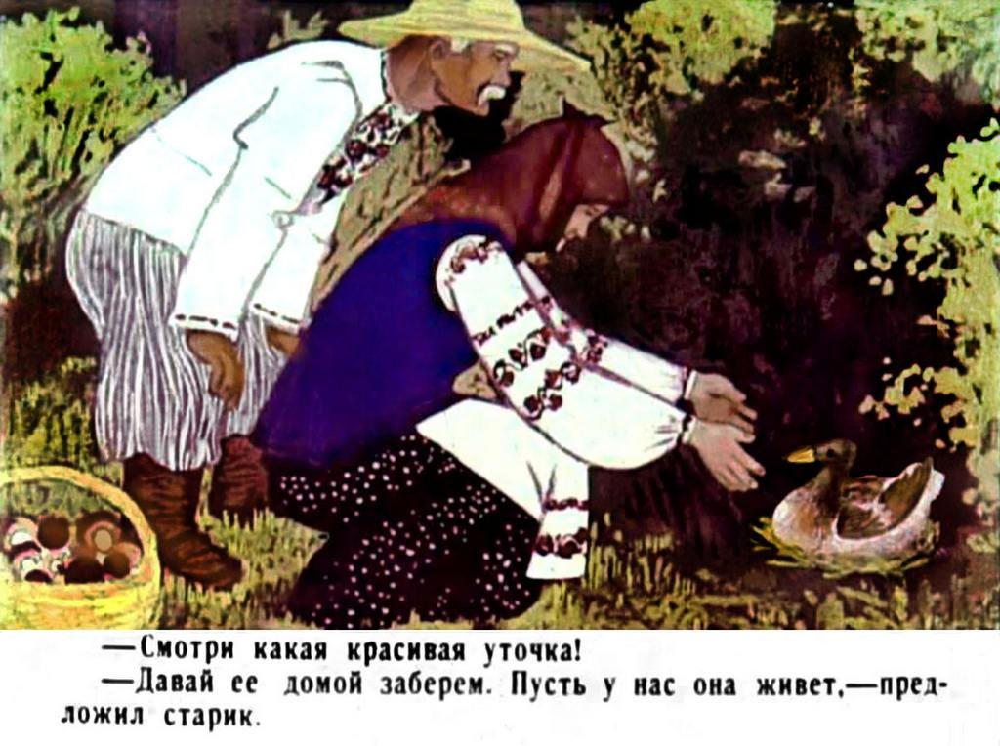 —Смотри какая красивая уточка!
—Давай ее домой заберем. Пусть у нас она живет,—пред-
ложил старик.